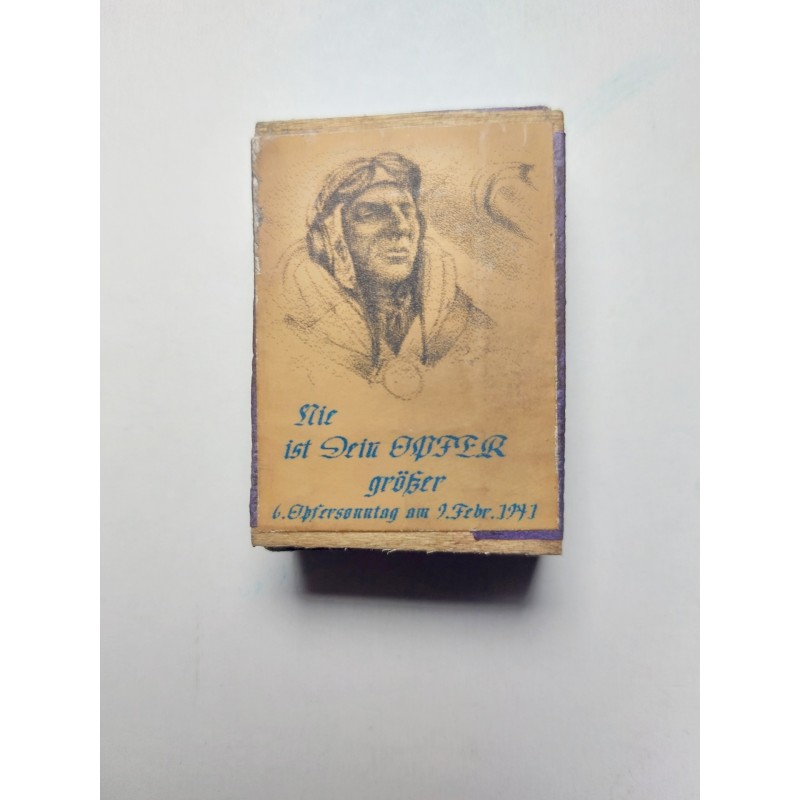 Nie
ist Dein OPFER
größer
6. Opfersonntag am 9. Febr. 1941